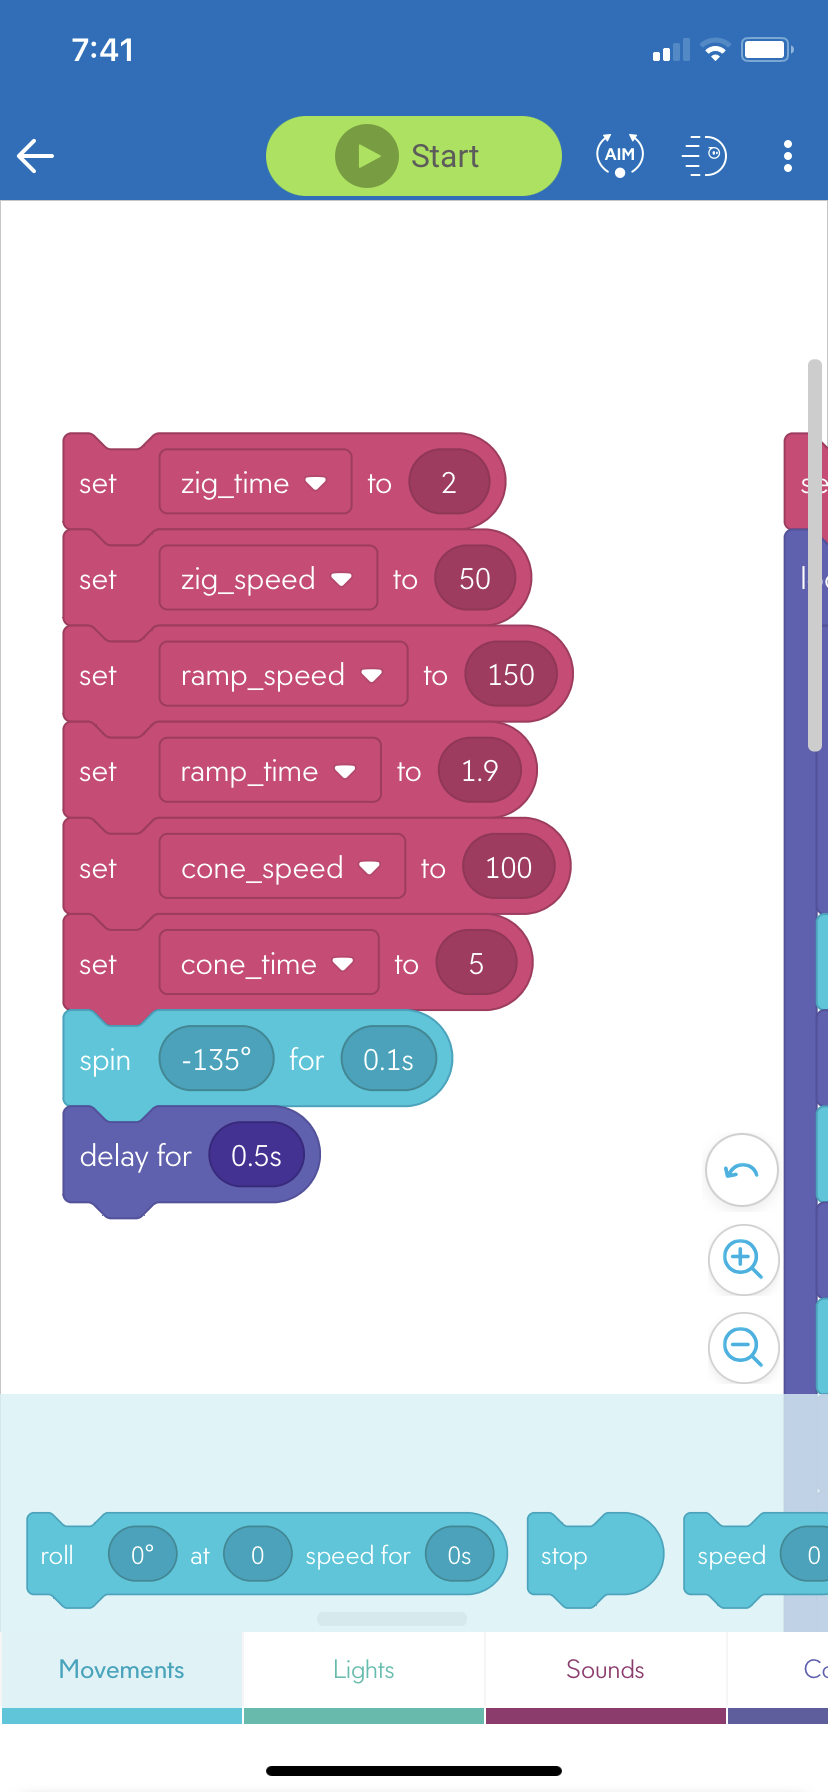 7:41
Start
AIM
set zig_time to 2
set zig_speed to 50
set ramp_speed to 150
set ramp_time to 1.9
set cone_speed to 100
set cone_time to 5
spin -135° for 0.1s
delay for 0.5s
roll 0° at 0 speed for 0s
stop
speed 0
Movements
Lights
Sounds